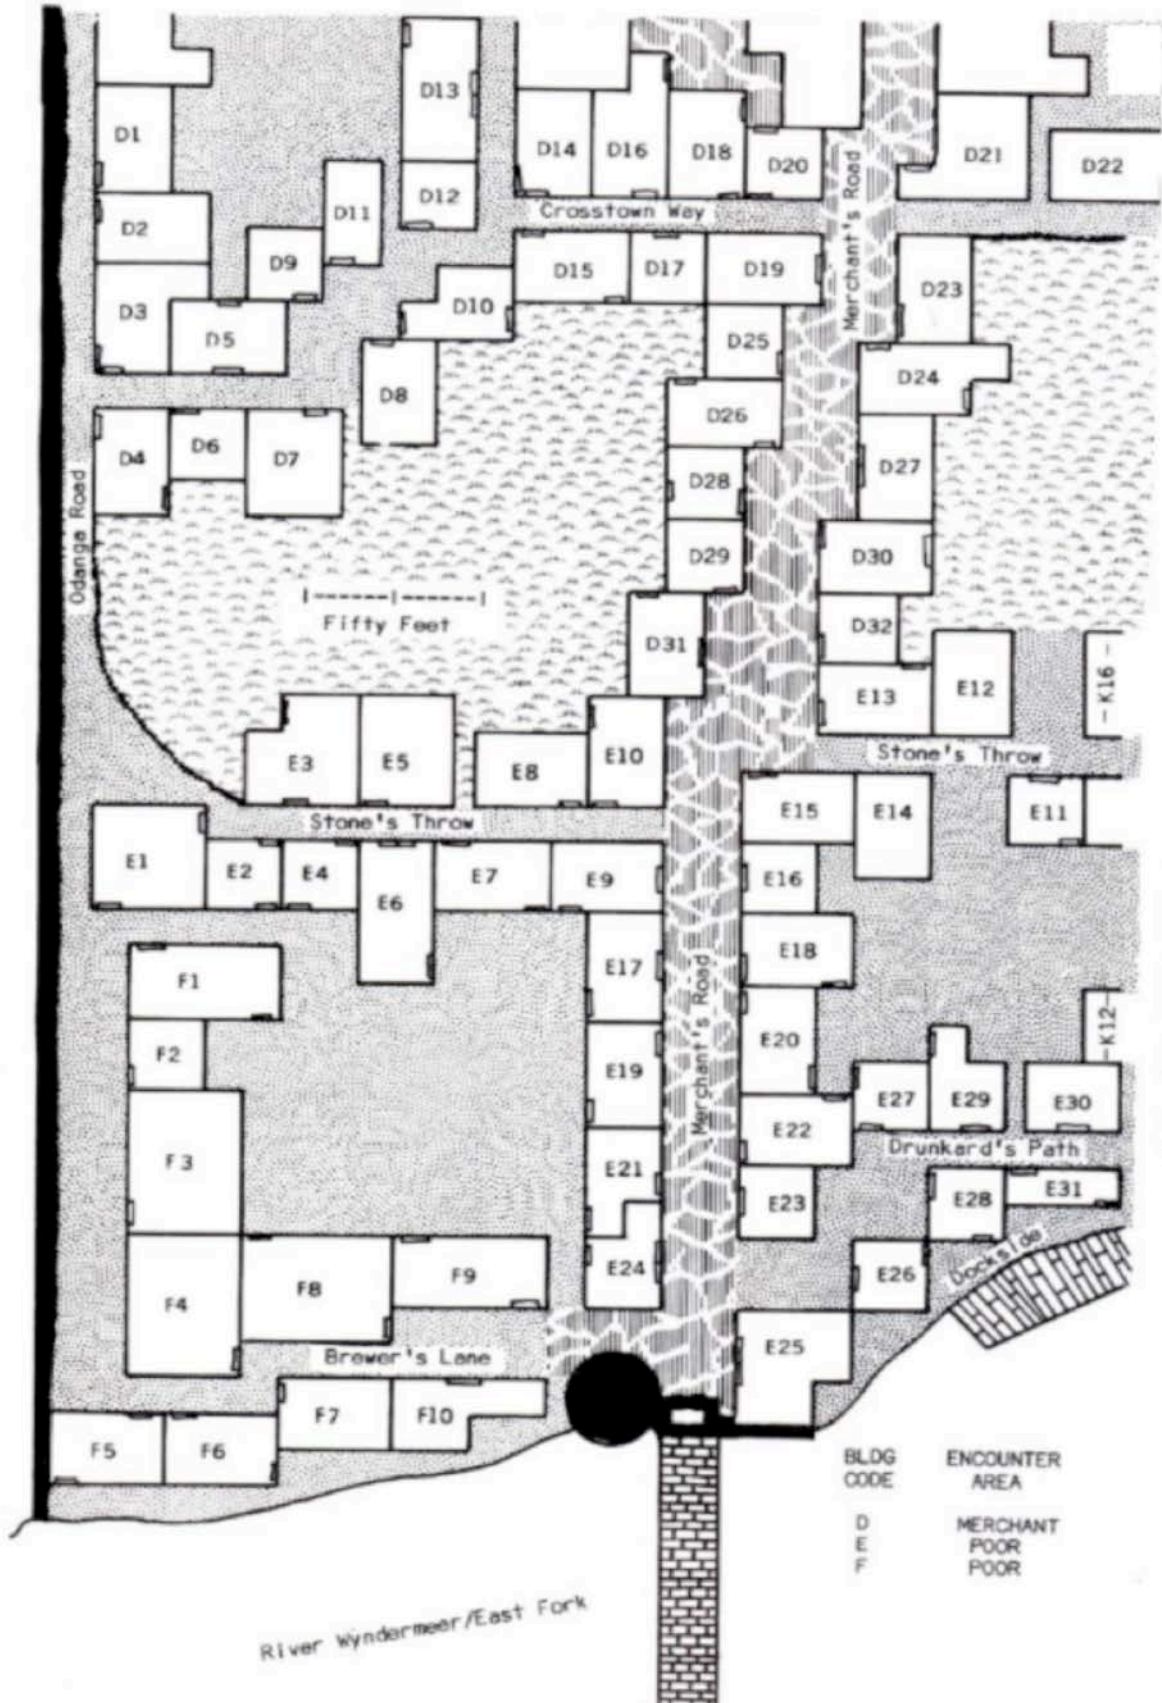 D13
D1
D14
D16
D18
D20
D21
D22
D12
D11
D2
Crosstown Way
Merchant's Road
D9
D15
D17
D19
D10
D23
D3
D5
D25
D24
D8
D26
D4
D6
D7
D27
D28
Odanga Road
D29
D30
Fifty Feet
D31
D32
E13
E12
- K16 -
Stone's Throw
E3
E5
E8
E10
Stone's Throw
E15
E14
E11
E1
E2
E4
E7
E9
E16
E6
E18
F1
E17
Merchant's Road
E20
-K12-
F2
E19
E27
E29
E30
E22
Drunkard's Path
F3
E21
E23
E28
E31
Dockside
F4
F8
F9
E24
E26
Brewer's Lane
E25
F7
F10
F5
F6
BLDG CODE
ENCOUNTER AREA
D MERCHANT
E POOR
F POOR
River Wyndermeer/East Fork